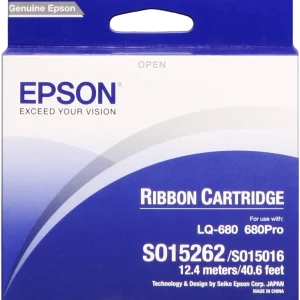 Genuine Epson
OPEN
EPSON
EXCEED YOUR VISION
RIBBON CARTRIDGE
For use with:
LQ-680 680Pro
S015262/S015016
12.4 meters/40.6 feet
Technology & Design by Seiko Epson Corp. JAPAN
MADE IN CHINA